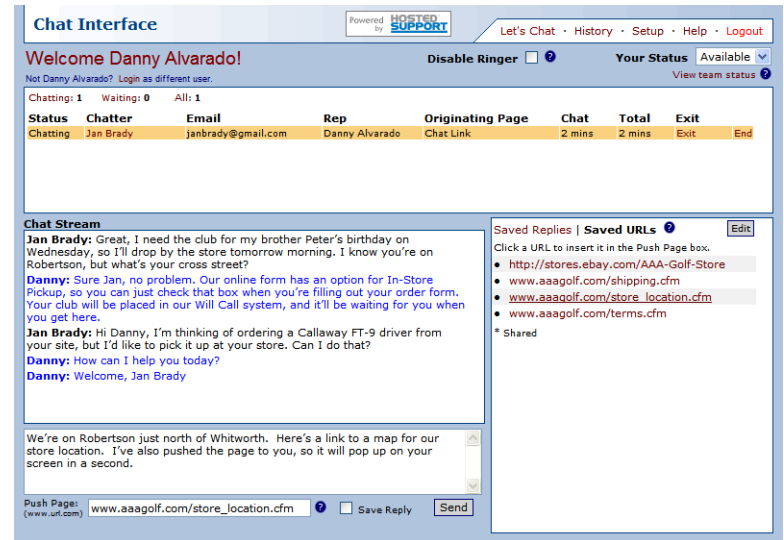 Chat Interface
Powered by HOSTED SUPPORT
Let's Chat · History · Setup · Help · Logout
Welcome Danny Alvarado!
Disable Ringer ?
Your Status Available
Not Danny Alvarado? Login as different user.
View team status ?
Chatting: 1 Waiting: 0 All: 1
Status Chatter Email Rep Originating Page Chat Total Exit
Chatting Jan Brady janbrady@gmail.com Danny Alvarado Chat Link 2 mins 2 mins Exit End
Chat Stream
Jan Brady: Great, I need the club for my brother Peter's birthday on
Wednesday, so I'll drop by the store tomorrow morning. I know you're on
Robertson, but what's your cross street?
Danny: Sure Jan, no problem. Our online form has an option for In-Store
Pickup, so you can just check that box when you're filling out your order form.
Your club will be placed in our Will Call system, and it'll be waiting for you when
you get here.
Jan Brady: Hi Danny, I'm thinking of ordering a Callaway FT-9 driver from
your site, but I'd like to pick it up at your store. Can I do that?
Danny: How can I help you today?
Danny: Welcome, Jan Brady
We're on Robertson just north of Whitworth.  Here's a link to a map for our
store location.  I've also pushed the page to you, so it will pop up on your
screen in a second.
Push Page:
(www.url.com)
www.aaagolf.com/store_location.cfm ? Save Reply Send
Saved Replies | Saved URLs ? Edit
Click a URL to insert it in the Push Page box.
• http://stores.ebay.com/AAA-Golf-Store
• www.aaagolf.com/shipping.cfm
• www.aaagolf.com/store_location.cfm
• www.aaagolf.com/terms.cfm
* Shared